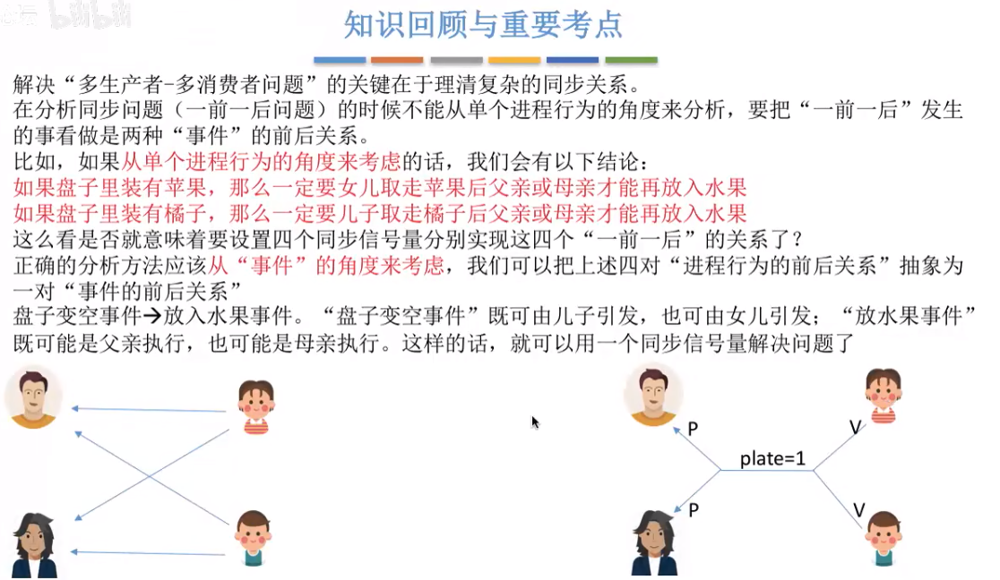 bilibili
知识回顾与重要考点
解决“多生产者-多消费者问题”的关键在于理清复杂的同步关系。
在分析同步问题（一前一后问题）的时候不能从单个进程行为的角度来分析，要把“一前一后”发生
的事看做是两种“事件”的前后关系。
比如，如果从单个进程行为的角度来考虑的话，我们会有以下结论：
如果盘子里装有苹果，那么一定要女儿取走苹果后父亲或母亲才能再放入水果
如果盘子里装有橘子，那么一定要儿子取走橘子后父亲或母亲才能再放入水果
这么看是否就意味着要设置四个同步信号量分别实现这四个“一前一后”的关系了？
正确的分析方法应该从“事件”的角度来考虑，我们可以把上述四对“进程行为的前后关系”抽象为
一对“事件的前后关系”
盘子变空事件→放入水果事件。“盘子变空事件”既可由儿子引发，也可由女儿引发；“放水果事件”
既可能是父亲执行，也可能是母亲执行。这样的话，就可以用一个同步信号量解决问题了
P
V
plate=1
P
V